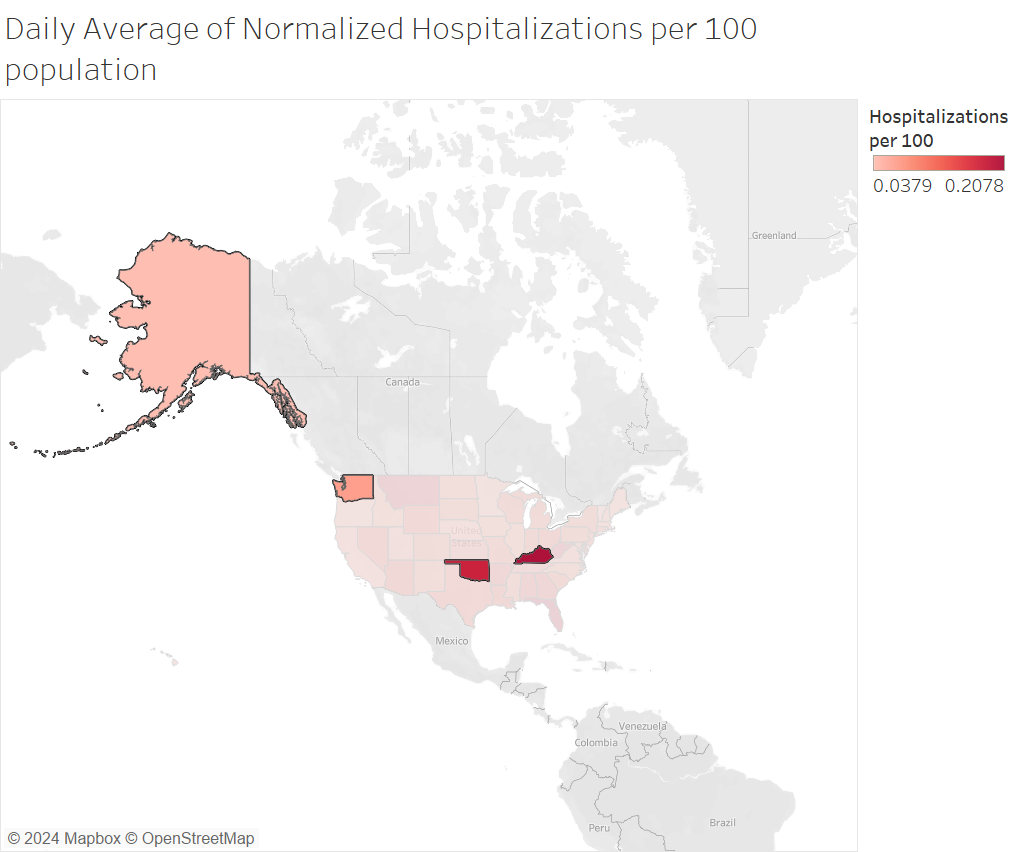 Daily Average of Normalized Hospitalizations per 100
population
Hospitalizations
per 100
0.0379 0.2078
Greenland
Canada
United
States
Mexico
Venezuela
Colombia
Peru
Brazil
© 2024 Mapbox © OpenStreetMap